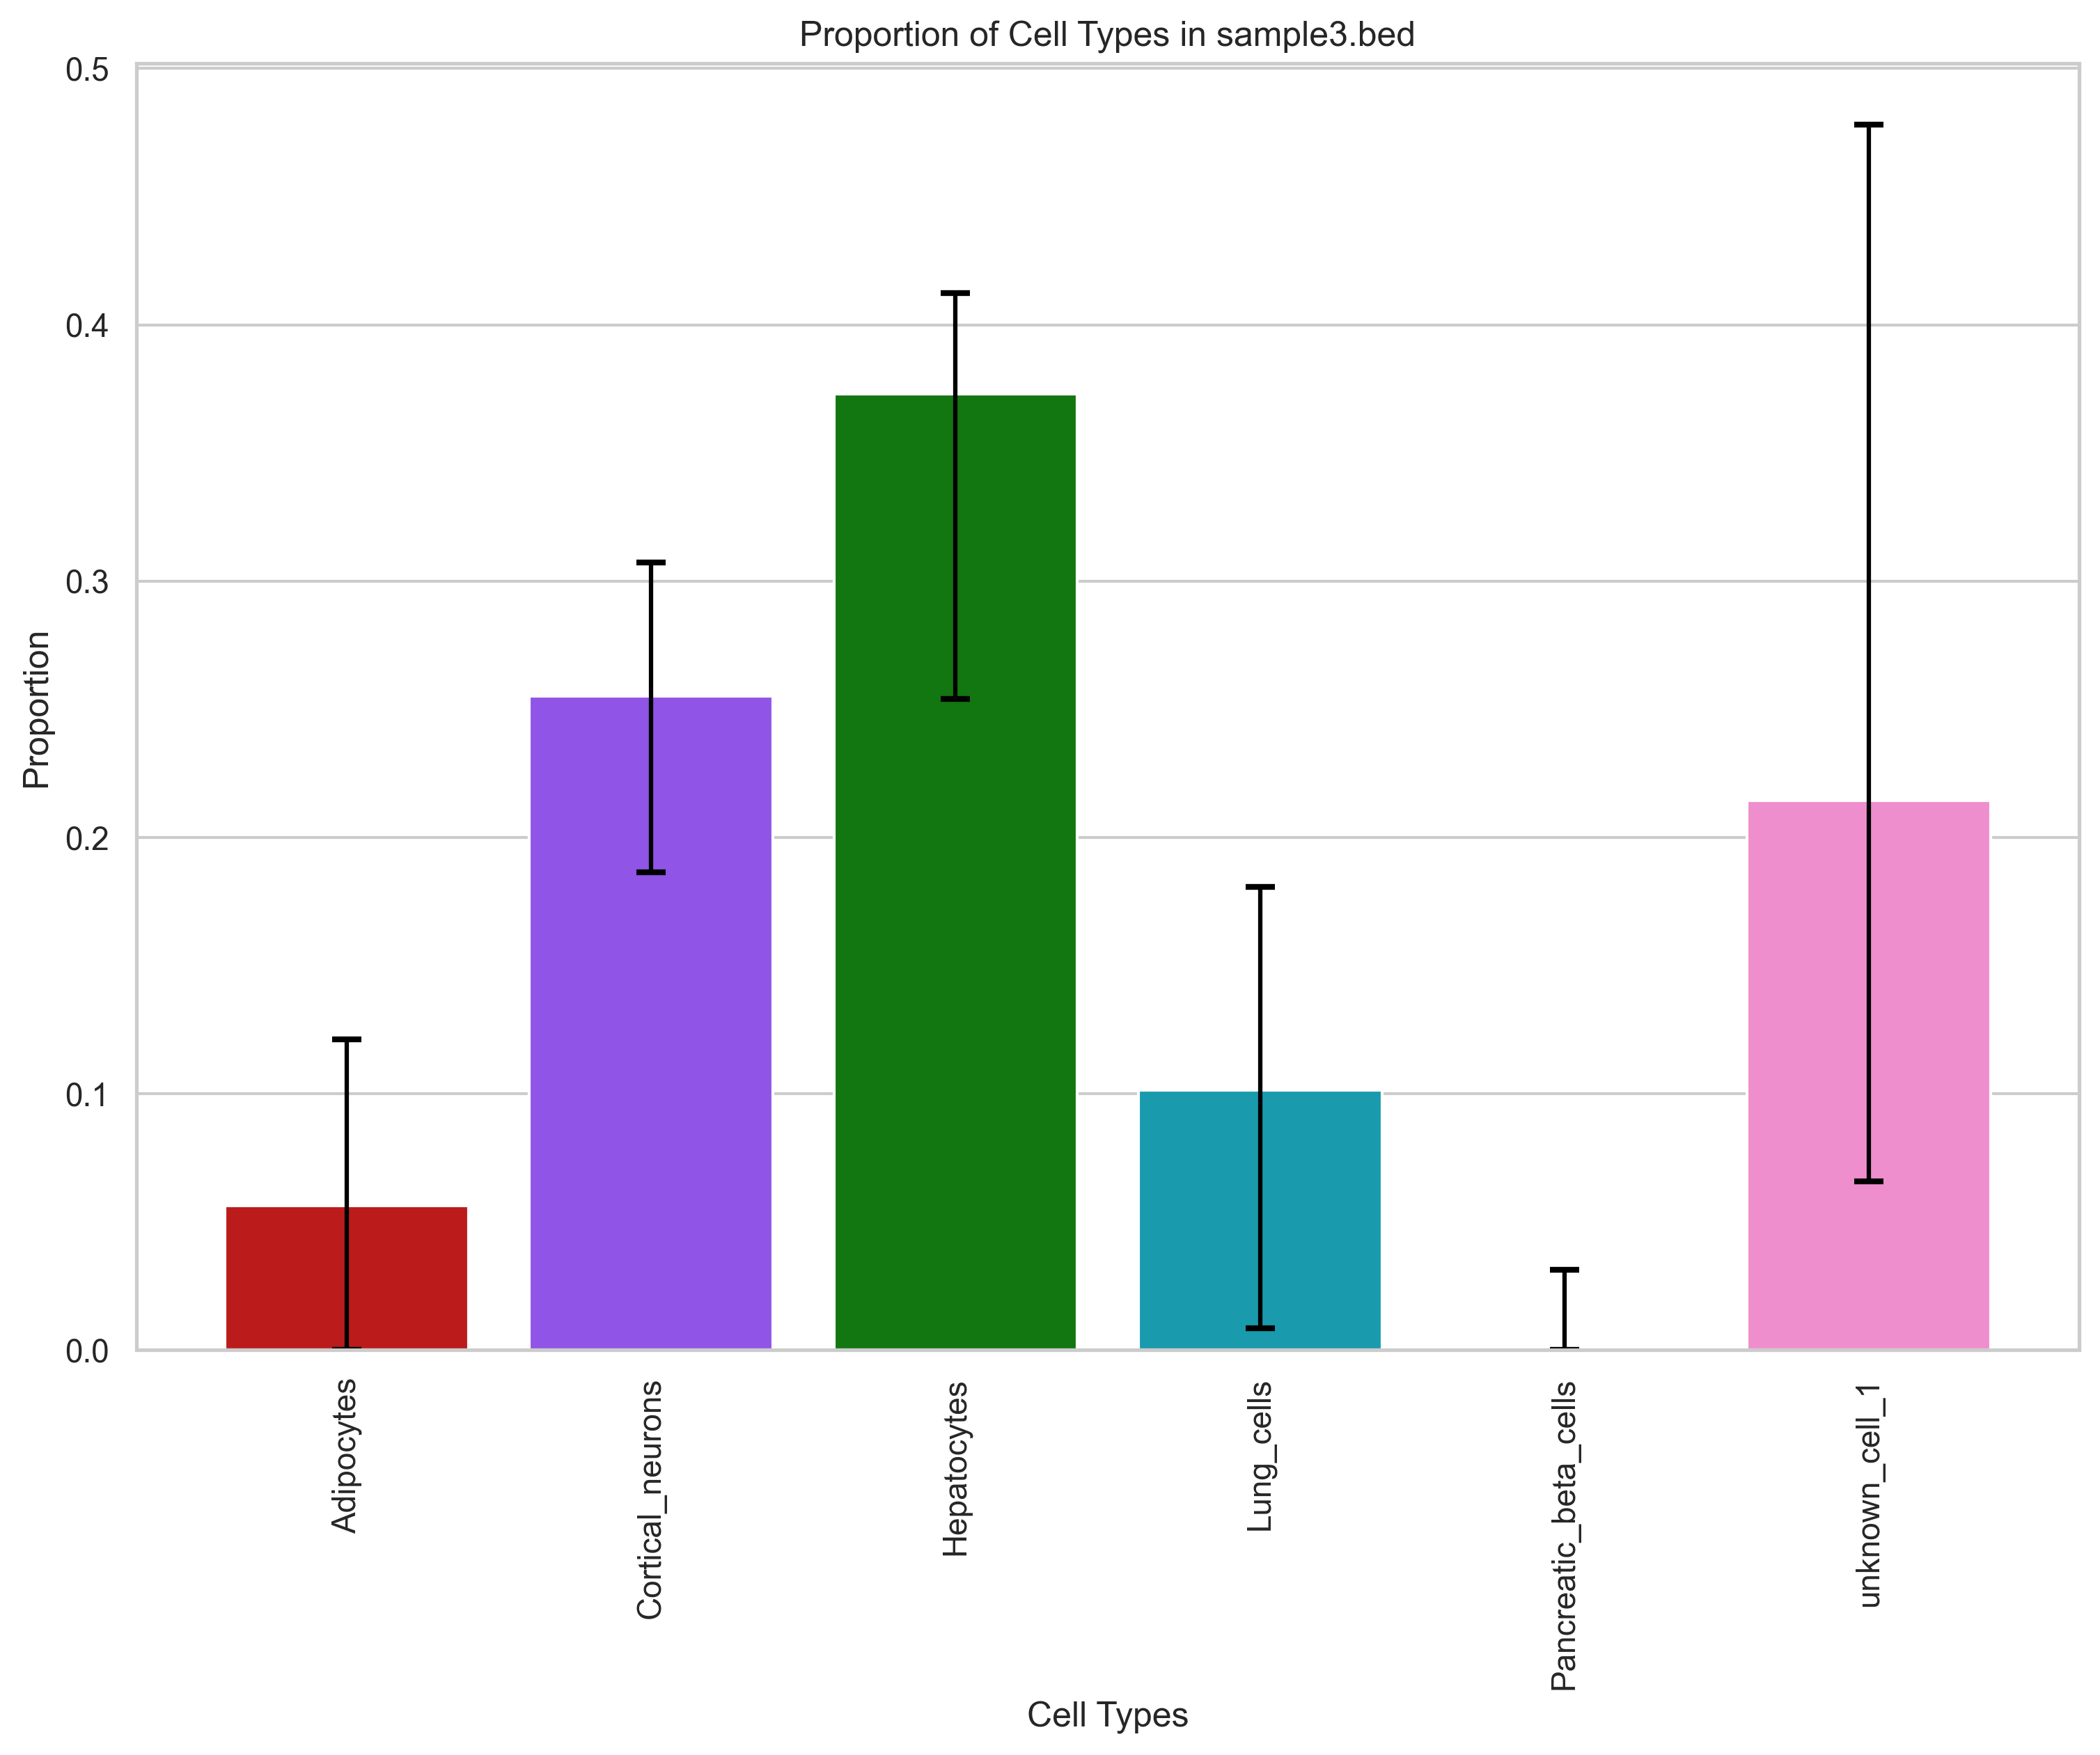 Proportion of Cell Types in sample3.bed
0.5
0.4
0.3
0.2
0.1
0.0
Proportion
Adipocytes
Cortical_neurons
Hepatocytes
Lung_cells
Pancreatic_beta_cells
unknown_cell_1
Cell Types